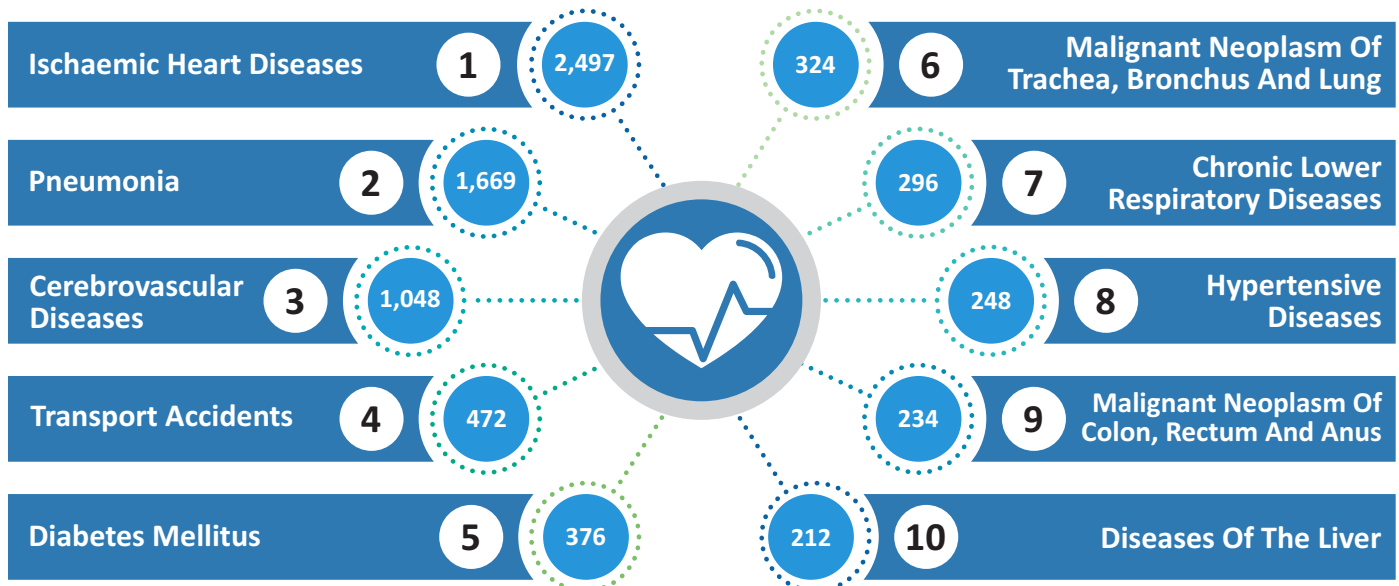 Ischaemic Heart Diseases 1 2,497
Pneumonia 2 1,669
Cerebrovascular
Diseases 3 1,048
Transport Accidents 4 472
Diabetes Mellitus 5 376
324 6 Malignant Neoplasm Of
Trachea, Bronchus And Lung
296 7 Chronic Lower
Respiratory Diseases
248 8 Hypertensive
Diseases
234 9 Malignant Neoplasm Of
Colon, Rectum And Anus
212 10 Diseases Of The Liver